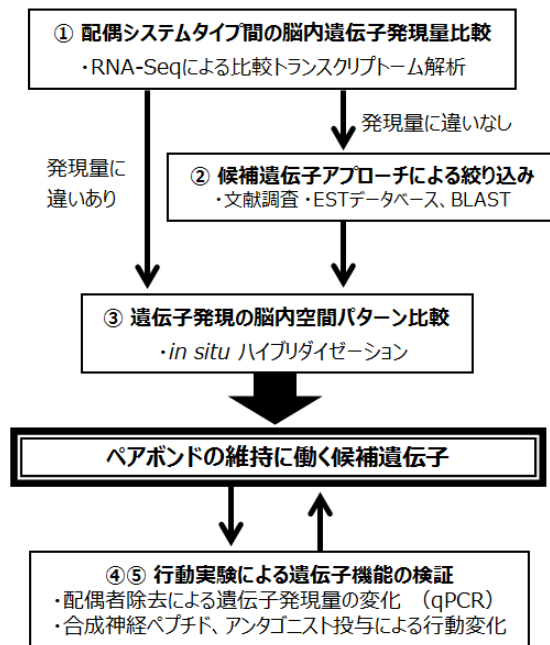 ① 配偶システムタイプ間の脳内遺伝子発現量比較
・RNA-Seqによる比較トランスクリプトーム解析
発現量に違いなし
発現量に
違いあり
② 候補遺伝子アプローチによる絞り込み
・文献調査・ESTデータベース、BLAST
③ 遺伝子発現の脳内空間パターン比較
・in situ ハイブリダイゼーション
ペアボンドの維持に働く候補遺伝子
④⑤ 行動実験による遺伝子機能の検証
・配偶者除去による遺伝子発現量の変化 （qPCR）
・合成神経ペプチド、アンタゴニスト投与による行動変化